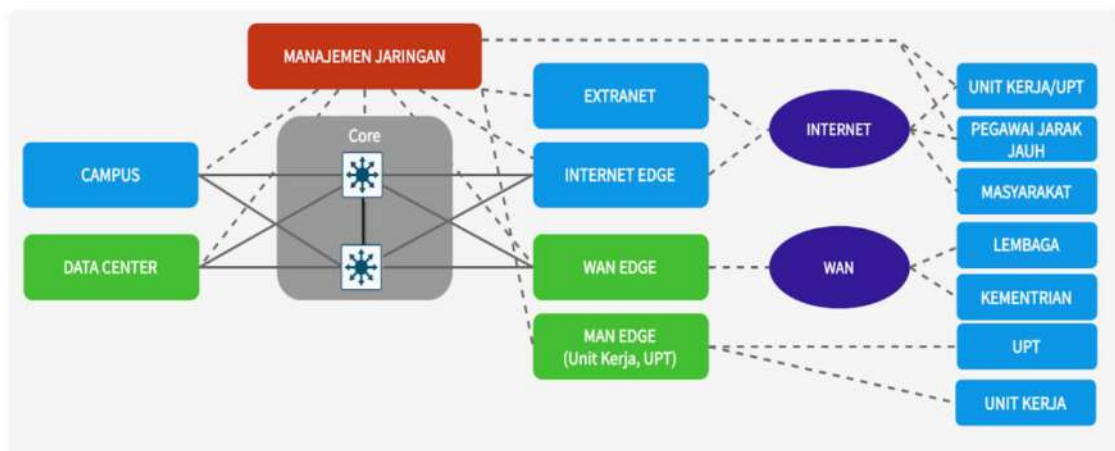 MANAJEMEN JARINGAN
Core
CAMPUS
DATA CENTER
EXTRANET
INTERNET EDGE
WAN EDGE
MAN EDGE
(Unit Kerja, UPT)
INTERNET
WAN
UNIT KERJA/UPT
PEGAWAI JARAK
JAUH
MASYARAKAT
LEMBAGA
KEMENTRIAN
UPT
UNIT KERJA